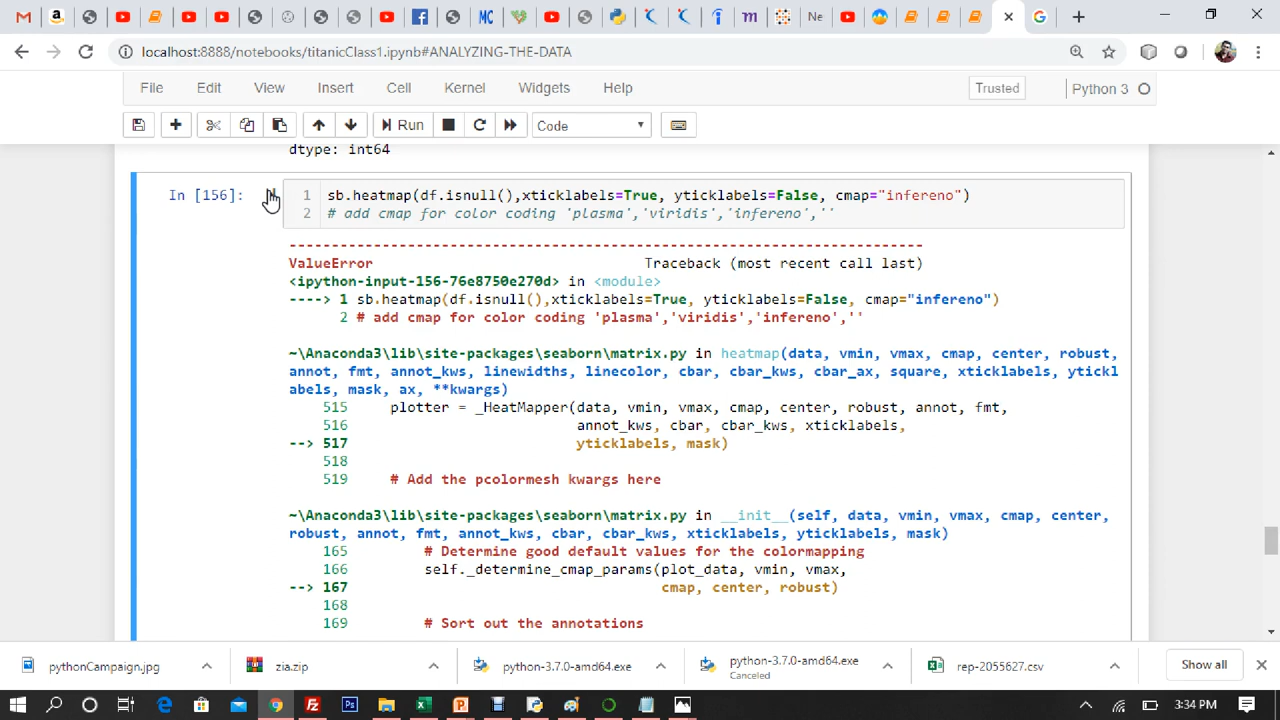 MC
Ne
localhost:8888/notebooks/titanicClass1.ipynb#ANALYZING-THE-DATA
File Edit View Insert Cell Kernel Widgets Help Trusted Python 3
Run Code
dtype: int64
In [156]: 1 sb.heatmap(df.isnull(),xticklabels=True, yticklabels=False, cmap="infereno")
2 # add cmap for color coding 'plasma','viridis','infereno',''
---------------------------------------------------------------------------
ValueError Traceback (most recent call last)
<ipython-input-156-76e8750e270d> in <module>
----> 1 sb.heatmap(df.isnull(),xticklabels=True, yticklabels=False, cmap="infereno")
2 # add cmap for color coding 'plasma','viridis','infereno',''
~\Anaconda3\lib\site-packages\seaborn\matrix.py in heatmap(data, vmin, vmax, cmap, center, robust,
annot, fmt, annot_kws, linewidths, linecolor, cbar, cbar_kws, cbar_ax, square, xticklabels, ytickl
abels, mask, ax, **kwargs)
515 plotter = _HeatMapper(data, vmin, vmax, cmap, center, robust, annot, fmt,
516 annot_kws, cbar, cbar_kws, xticklabels,
--> 517 yticklabels, mask)
518
519 # Add the pcolormesh kwargs here
~\Anaconda3\lib\site-packages\seaborn\matrix.py in __init__(self, data, vmin, vmax, cmap, center,
robust, annot, fmt, annot_kws, cbar, cbar_kws, xticklabels, yticklabels, mask)
165 # Determine good default values for the colormapping
166 self._determine_cmap_params(plot_data, vmin, vmax,
--> 167 cmap, center, robust)
168
169 # Sort out the annotations
pythonCampaign.jpg zia.zip python-3.7.0-amd64.exe python-3.7.0-amd64.exe rep-2055627.csv Show all
Canceled
3:34 PM